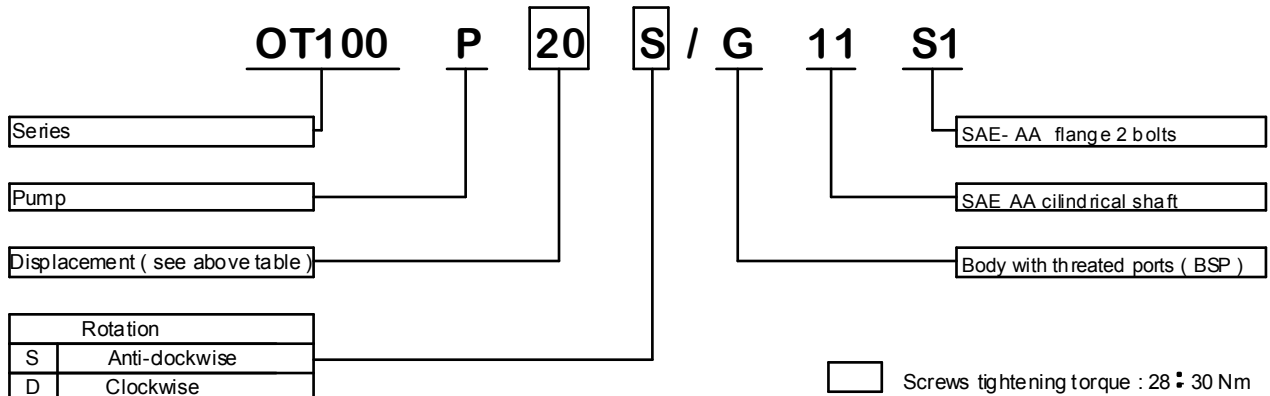 OT100 P 20 S / G 11 S1
Series
SAE- AA flange 2 bolts
Pump
SAE AA cilindrical shaft
Displacement ( see above table )
Body with threated ports ( BSP )
Rotation
S Anti-clockwise
D Clockwise
Screws tightening torque : 28 ÷ 30 Nm